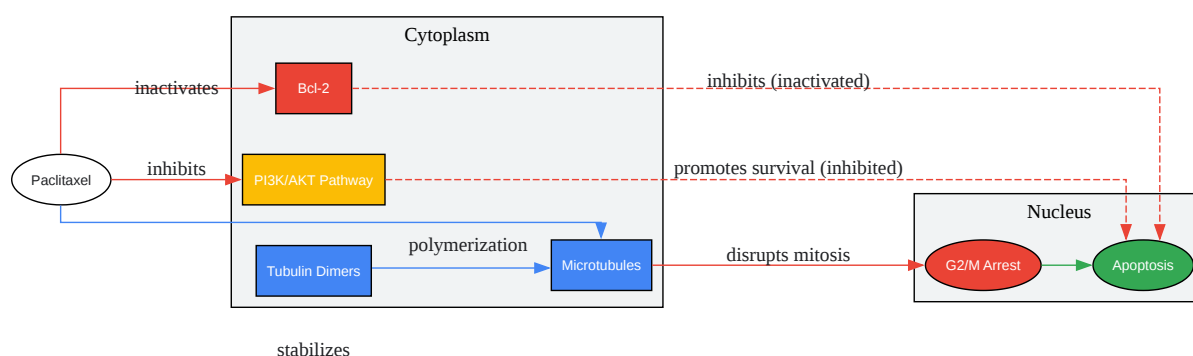 Cytoplasm
inactivates
Bcl-2
inhibits (inactivated)
Paclitaxel
inhibits
PI3K/AKT Pathway
promotes survival (inhibited)
Nucleus
Tubulin Dimers
polymerization
Microtubules
disrupts mitosis
G2/M Arrest
Apoptosis
stabilizes